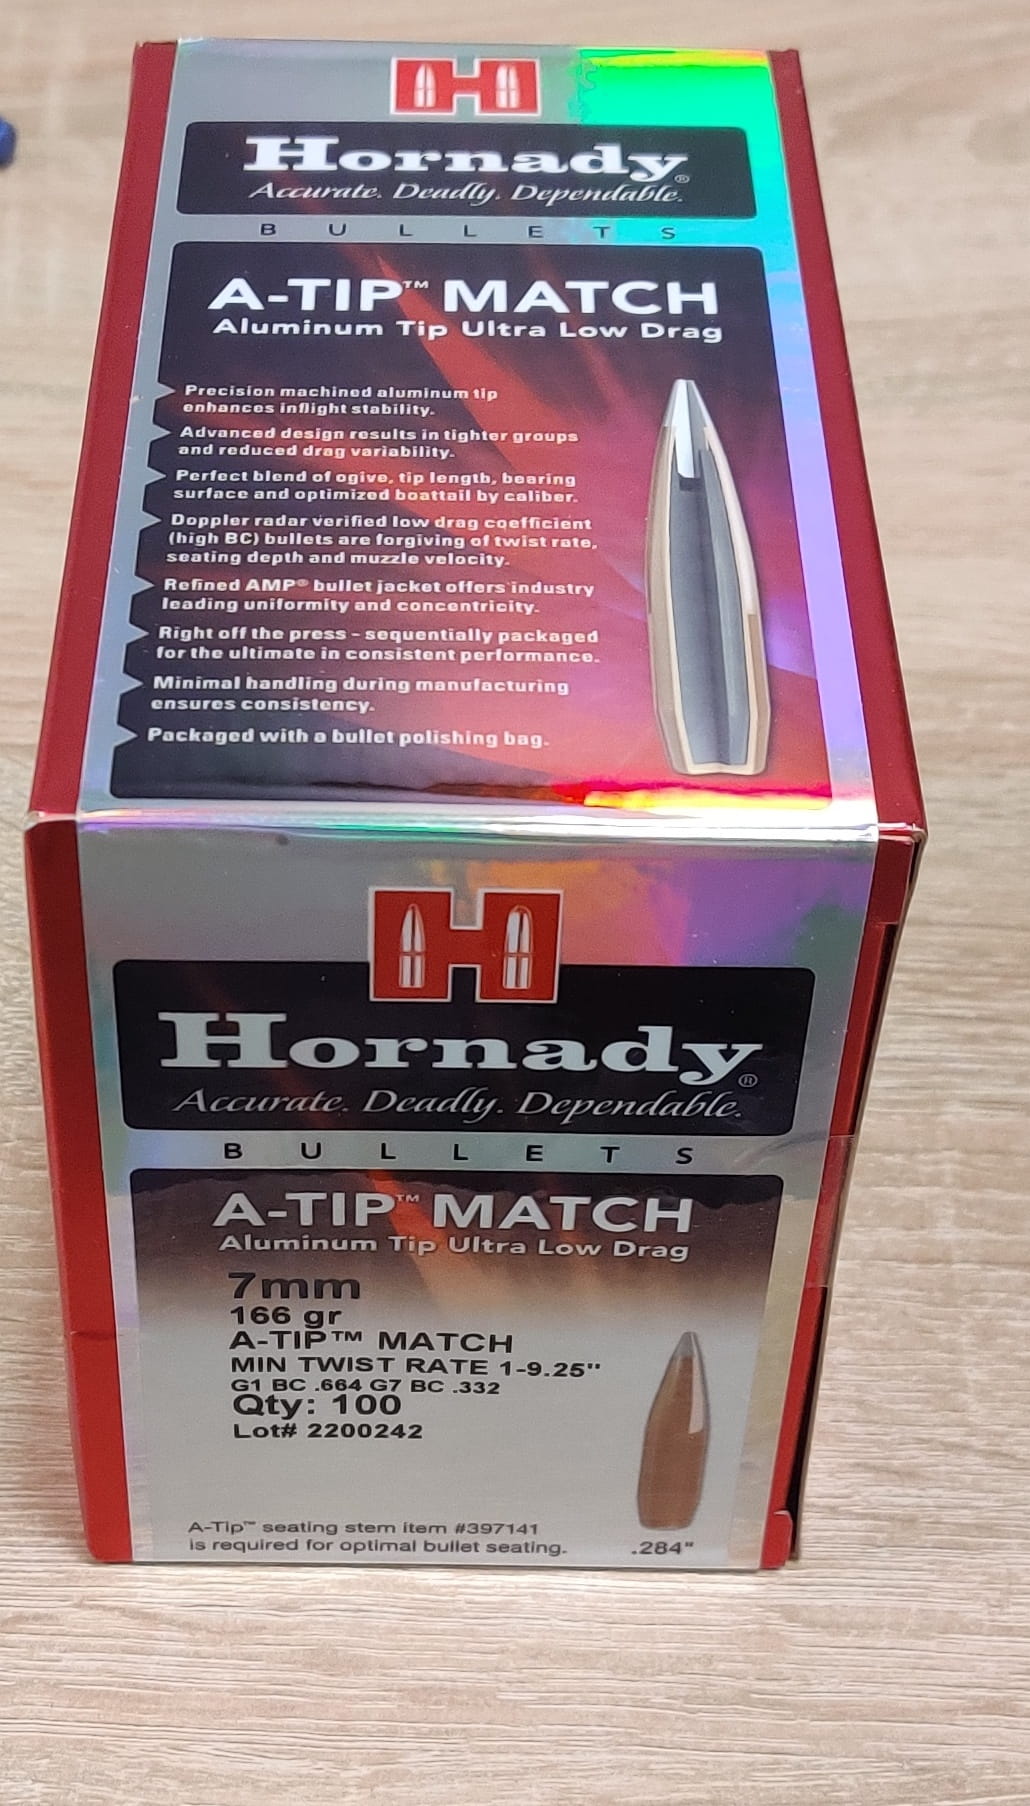 H
Hornady®
Accurate. Deadly. Dependable.
BULLETS
A-TIP™ MATCH
Aluminum Tip Ultra Low Drag
Precision machined aluminum tip
enhances inflight stability.
Advanced design results in tighter groups
and reduced drag variability.
Perfect blend of ogive, tip length, bearing
surface and optimized boattail by caliber.
Doppler radar verified low drag coefficient
(high BC) bullets are forgiving of twist rate,
seating depth and muzzle velocity.
Refined AMP® bullet jacket offers industry
leading uniformity and concentricity.
Right off the press - sequentially packaged
for the ultimate in consistent performance.
Minimal handling during manufacturing
ensures consistency.
Packaged with a bullet polishing bag.
H
Hornady®
Accurate. Deadly. Dependable.
BULLETS
A-TIP™ MATCH
Aluminum Tip Ultra Low Drag
7mm
166 gr
A-TIP™ MATCH
MIN TWIST RATE 1-9.25"
G1 BC .664 G7 BC .332
Qty: 100
Lot# 2200242
A-Tip™ seating stem item #397141
is required for optimal bullet seating.
.284"